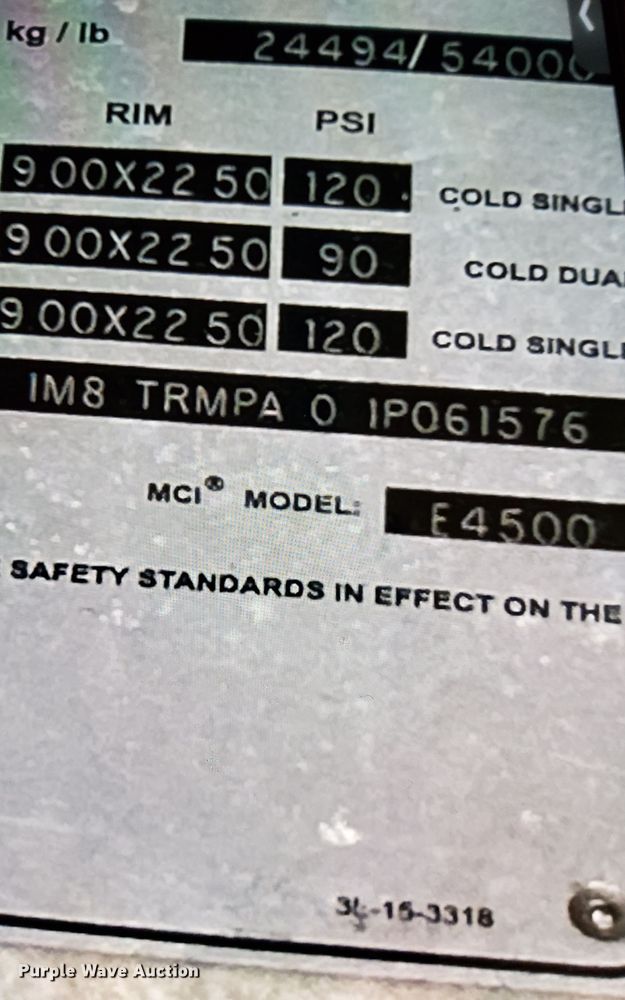 kg / lb 24494/54000
RIM PSI
9 00X22 50 120 COLD SINGL
9 00X22 50 90 COLD DUA
9 00X22 50 120 COLD SINGL
1M8 TRMPA 0 1P061576
MCI® MODEL: E4500
SAFETY STANDARDS IN EFFECT ON THE
Purple Wave Auction